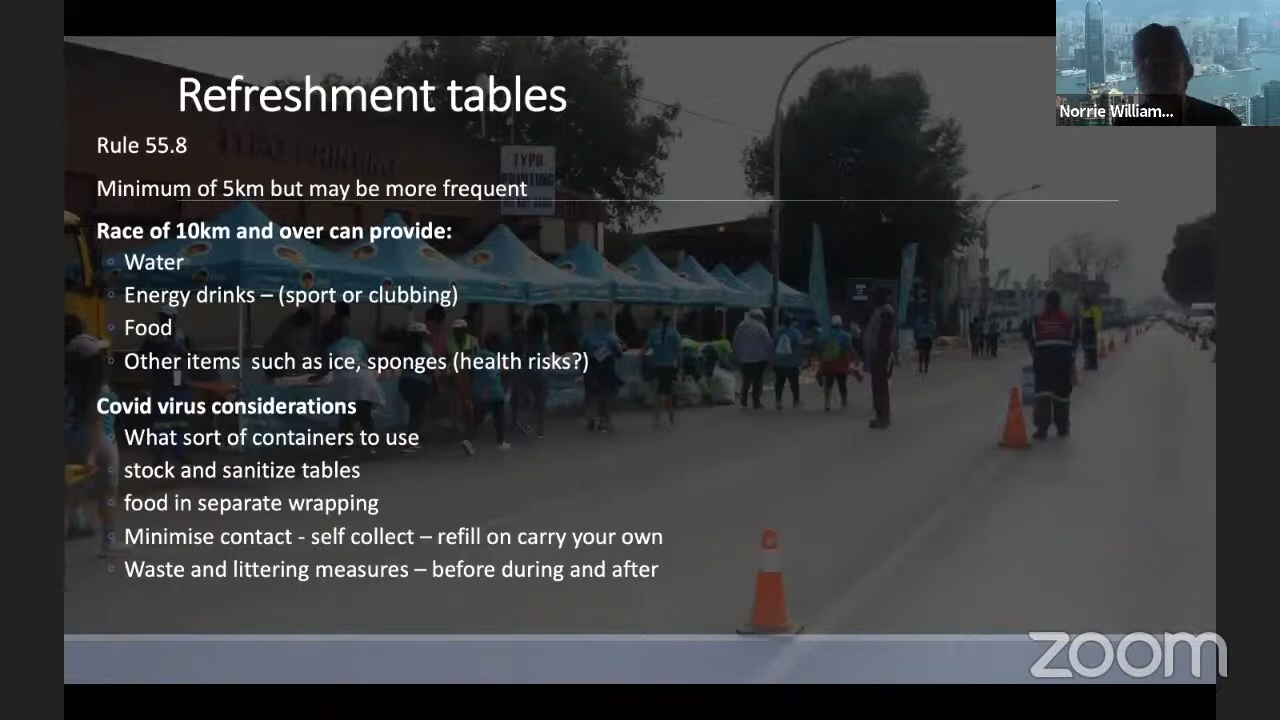 Refreshment tables
Norrie William...
Rule 55.8
TYPO
PRINTING
Minimum of 5km but may be more frequent
Race of 10km and over can provide:
Water
Energy drinks – (sport or clubbing)
Food
Other items such as ice, sponges (health risks?)
Covid virus considerations
What sort of containers to use
stock and sanitize tables
food in separate wrapping
Minimise contact - self collect – refill on carry your own
Waste and littering measures – before during and after
zoom